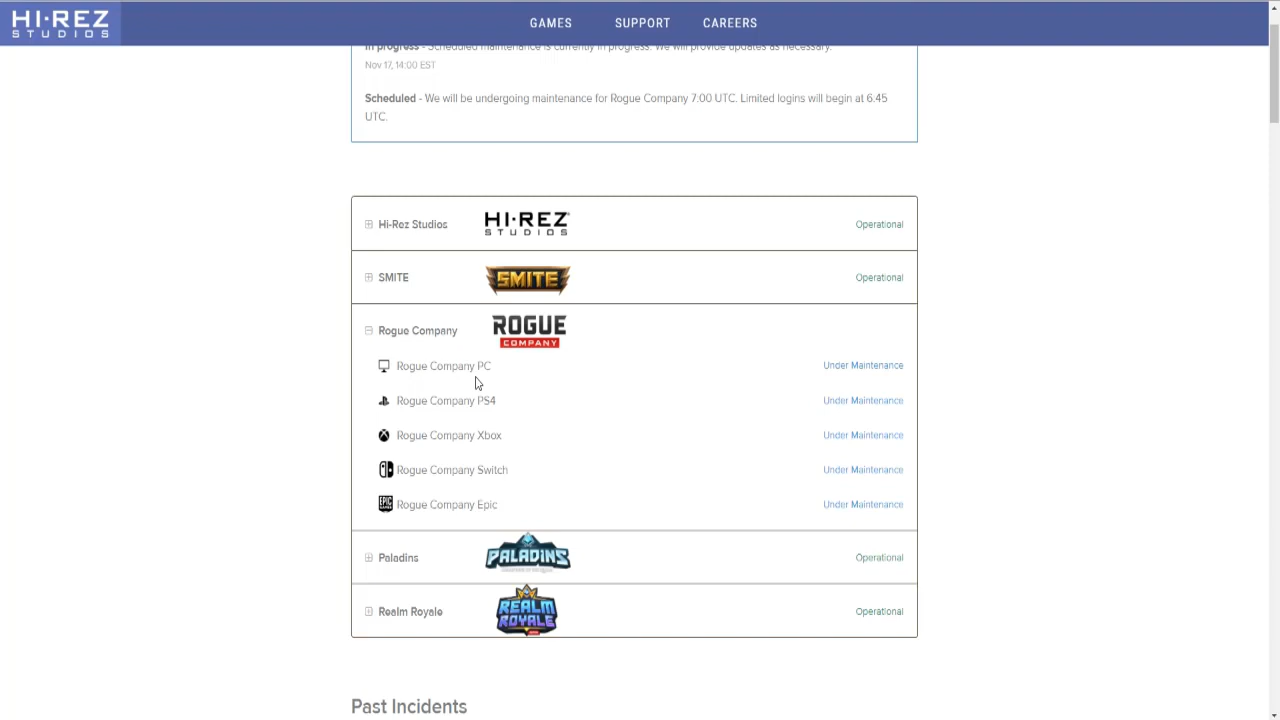 HI-REZ
STUDIOS
GAMES
SUPPORT
CAREERS
In progress - Scheduled maintenance is currently in progress. We will provide updates as necessary.
Nov 17, 14:00 EST
Scheduled - We will be undergoing maintenance for Rogue Company 7:00 UTC. Limited logins will begin at 6.45
UTC.
Hi-Rez Studios
HI-REZ
STUDIOS
Operational
SMITE
SMITE
Operational
Rogue Company
ROGUE
COMPANY
Rogue Company PC
Under Maintenance
Rogue Company PS4
Under Maintenance
Rogue Company Xbox
Under Maintenance
Rogue Company Switch
Under Maintenance
EPIC
GAMES
Rogue Company Epic
Under Maintenance
Paladins
PALADINS
Operational
Realm Royale
REALM
ROYALE
Operational
Past Incidents